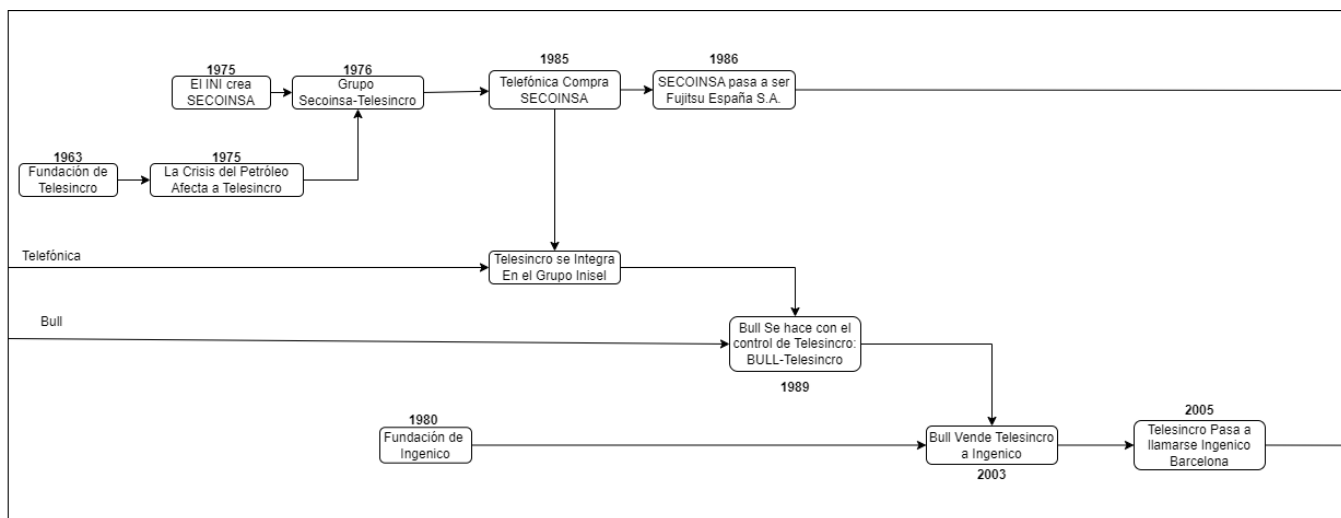 1975
El INI crea
SECOINSA
1976
Grupo
Secoinsa-Telesincro
1985
Telefónica Compra
SECOINSA
1986
SECOINSA pasa a ser
Fujitsu España S.A.
1963
Fundación de
Telesincro
1975
La Crisis del Petróleo
Afecta a Telesincro
Telefónica
Telesincro se Integra
En el Grupo Inisel
Bull
Bull Se hace con el
control de Telesincro:
BULL-Telesincro
1989
1980
Fundación de
Ingenico
Bull Vende Telesincro
a Ingenico
2003
2005
Telesincro Pasa a
llamarse Ingenico
Barcelona